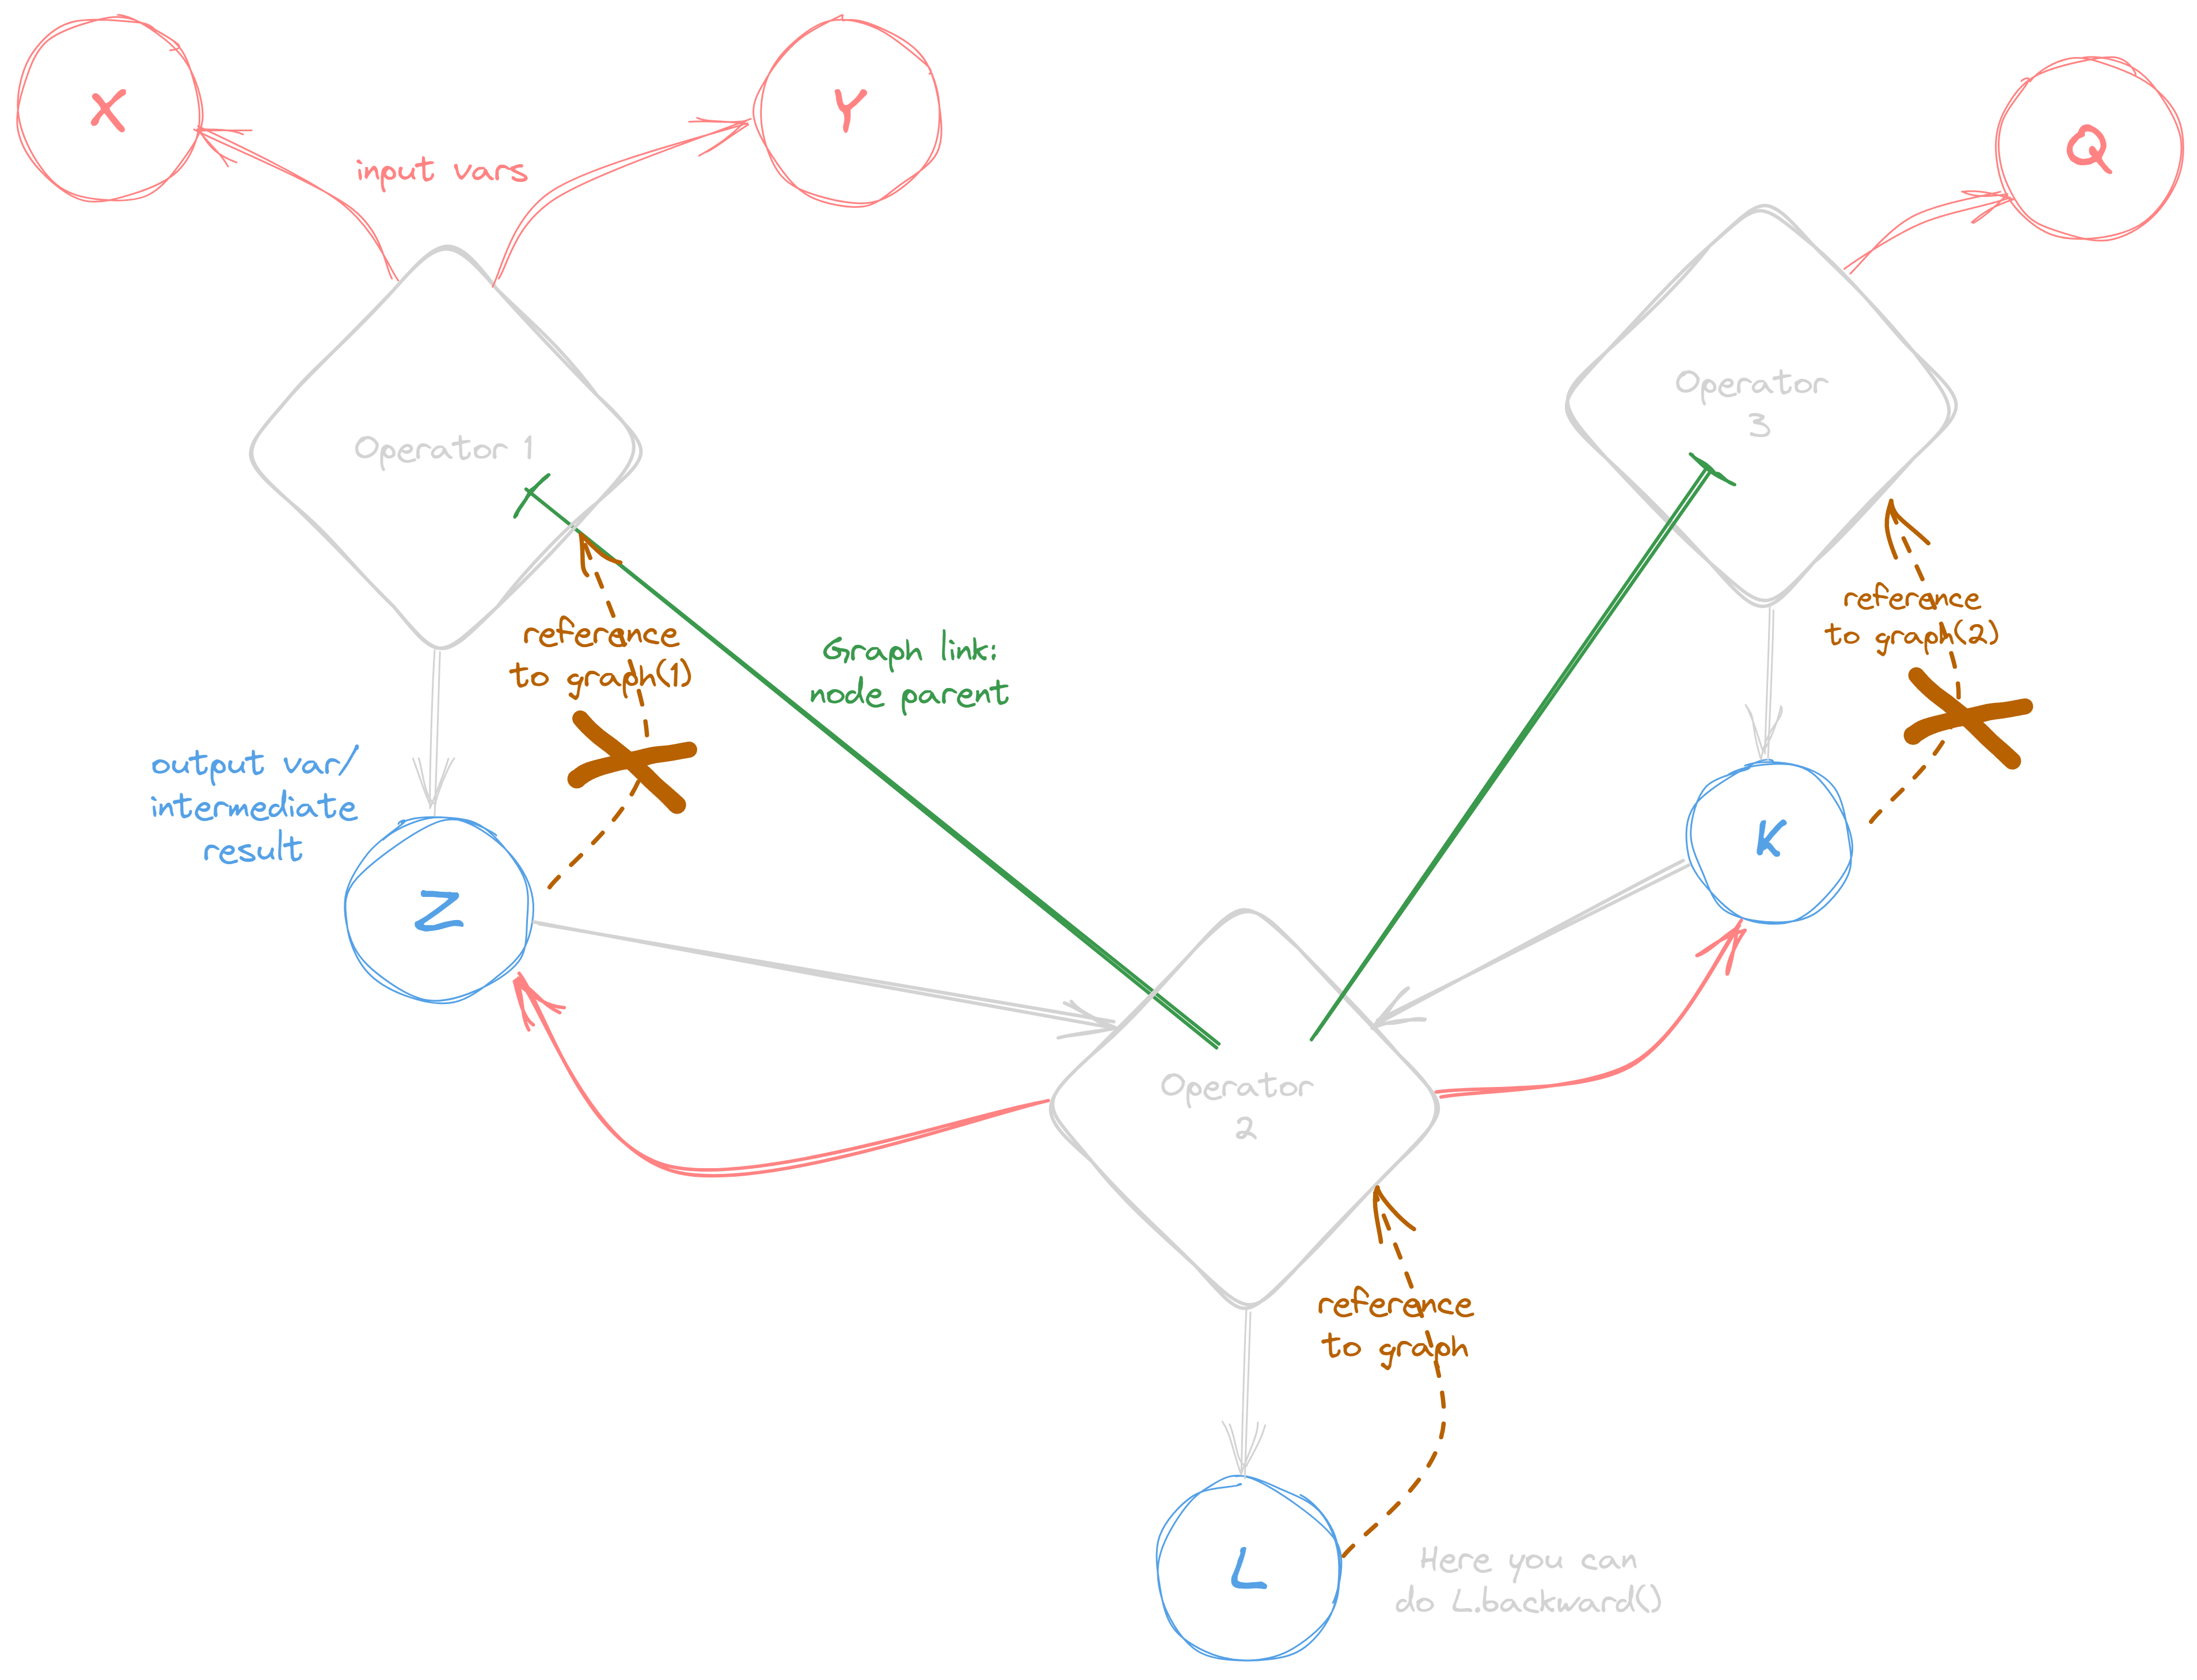 X
Y
Q
input vars
Operator
3
Operator 1
reference
to graph(2)
reference
to graph(1)
Graph link:
node parent
output var/
intermediate
result
K
Z
Operator
2
reference
to graph
L
Here you can
do L.backward()